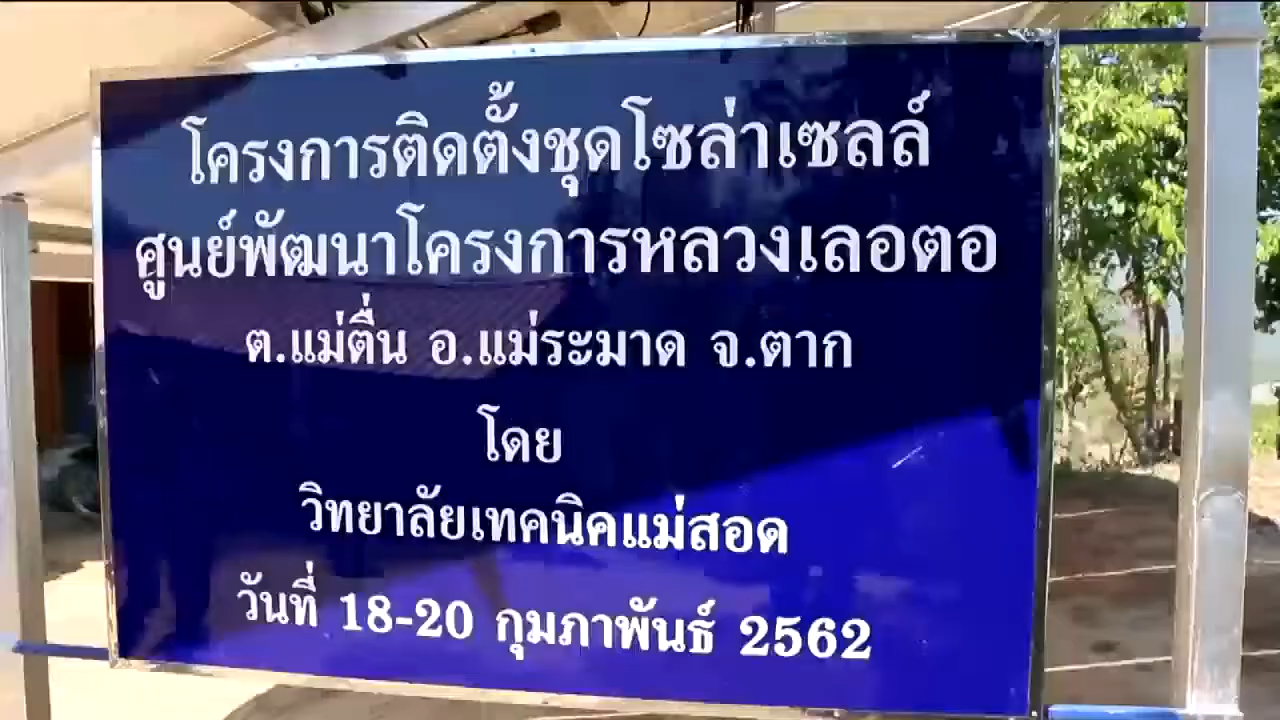 โครงการติดตั้งชุดโซล่าเซลล์
ศูนย์พัฒนาโครงการหลวงเลอตอ
ต.แม่ตื่น อ.แม่ระมาด จ.ตาก
โดย
วิทยาลัยเทคนิคแม่สอด
วันที่ 18-20 กุมภาพันธ์ 2562